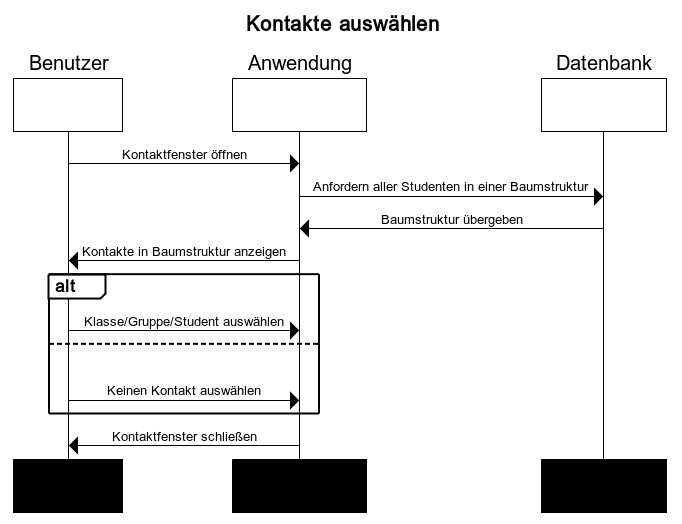 Kontakte auswählen
Benutzer
Anwendung
Datenbank
Kontaktfenster öffnen
Anfordern aller Studenten in einer Baumstruktur
Baumstruktur übergeben
Kontakte in Baumstruktur anzeigen
alt
Klasse/Gruppe/Student auswählen
Keinen Kontakt auswählen
Kontaktfenster schließen